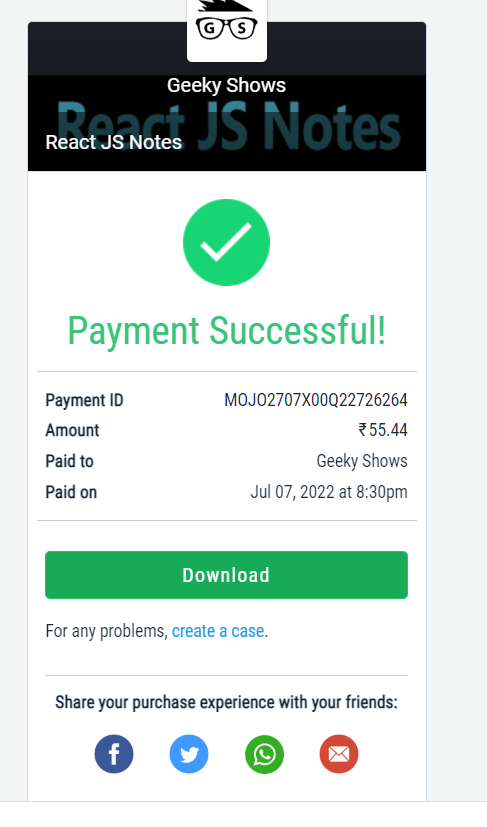 G S
Geeky Shows
React JS Notes
React JS Notes
Payment Successful!
Payment ID MOJO2707X00Q22726264
Amount ₹55.44
Paid to Geeky Shows
Paid on Jul 07, 2022 at 8:30pm
Download
For any problems, create a case.
Share your purchase experience with your friends: